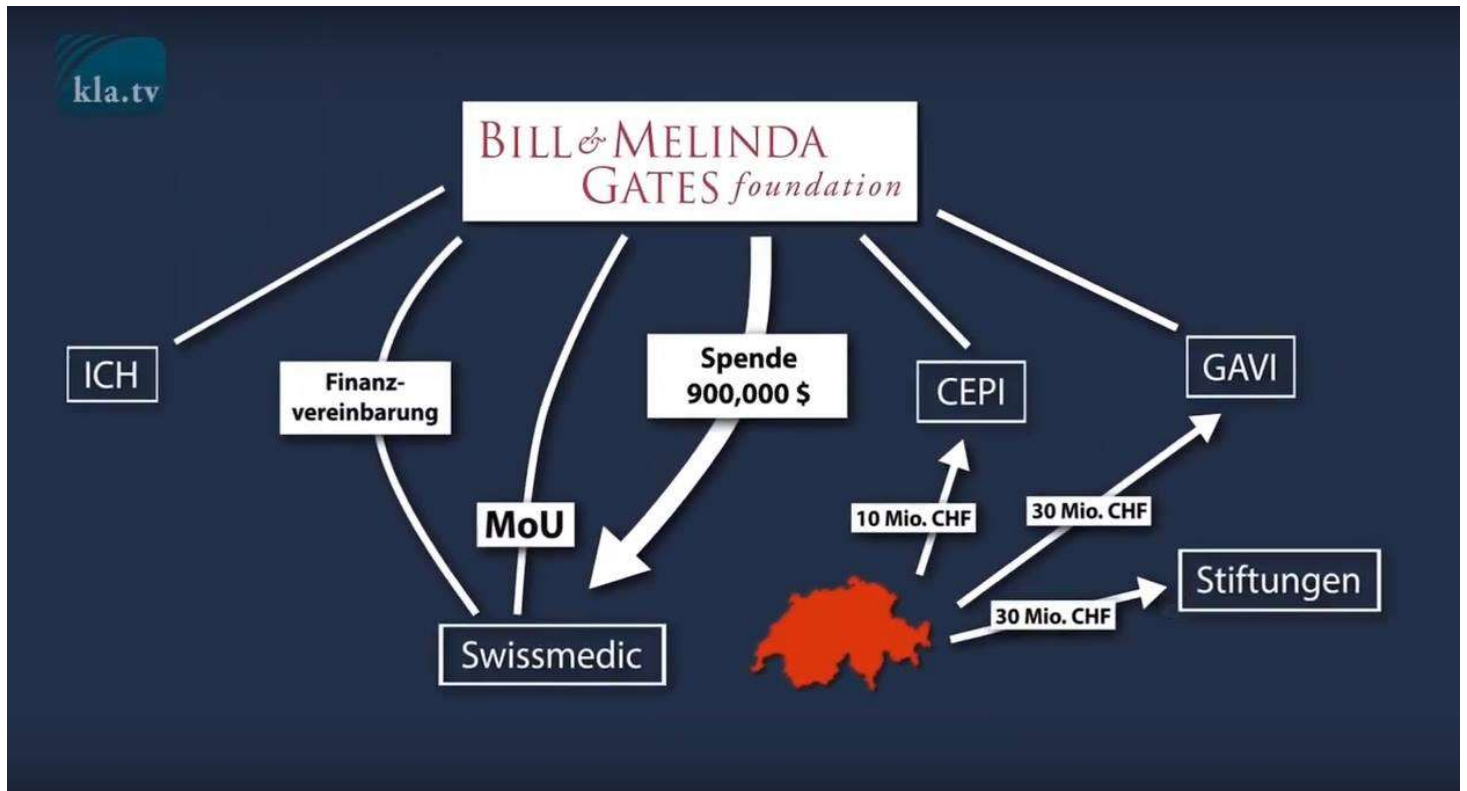 kla.tv
BILL & MELINDA
GATES foundation
ICH
Finanz-
vereinbarung
Spende
900,000 $
CEPI
GAVI
MoU
10 Mio. CHF
30 Mio. CHF
Stiftungen
30 Mio. CHF
Swissmedic